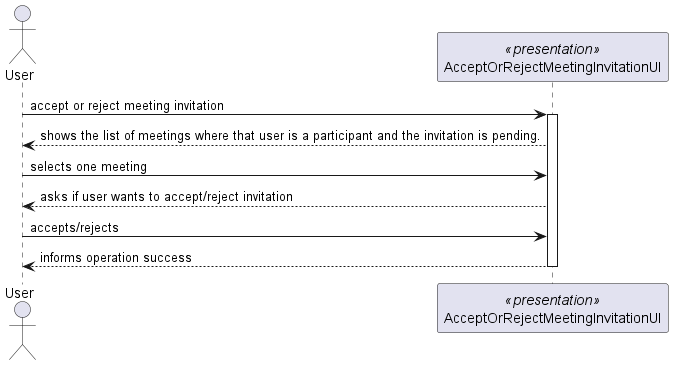 User
«presentation»
AcceptOrRejectMeetingInvitationUI
accept or reject meeting invitation
shows the list of meetings where that user is a participant and the invitation is pending.
selects one meeting
asks if user wants to accept/reject invitation
accepts/rejects
informs operation success
User
«presentation»
AcceptOrRejectMeetingInvitationUI